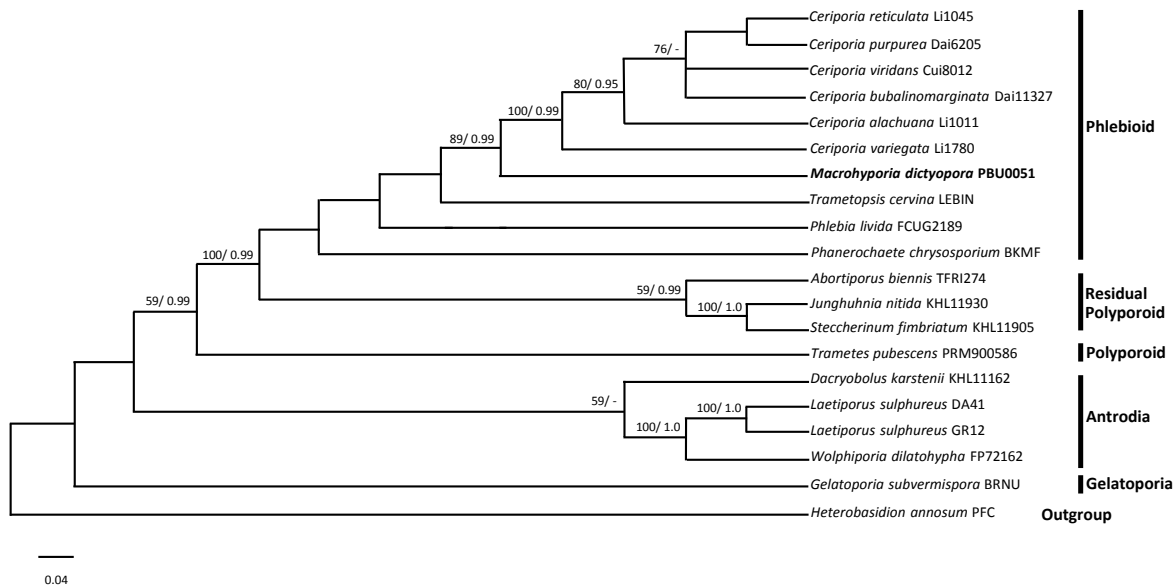 Ceriporia reticulata Li1045
Ceriporia purpurea Dai6205
76/ -
Ceriporia viridans Cui8012
80/ 0.95
Ceriporia bubalinomarginata Dai11327
100/ 0.99
Ceriporia alachuana Li1011
Phlebioid
89/ 0.99
Ceriporia variegata Li1780
Macrohyporia dictyopora PBU0051
Trametopsis cervina LEBIN
Phlebia livida FCUG2189
100/ 0.99
Phanerochaete chrysosporium BKMF
59/ 0.99
Abortiporus biennis TFRI274
Residual
Polyporoid
59/ 0.99
100/ 1.0
Junghuhnia nitida KHL11930
Steccherinum fimbriatum KHL11905
Trametes pubescens PRM900586
Polyporoid
Dacryobolus karstenii KHL11162
59/ -
100/ 1.0
Laetiporus sulphureus DA41
Antrodia
100/ 1.0
Laetiporus sulphureus GR12
Wolphiporia dilatohypha FP72162
Gelatoporia subvermispora BRNU
Gelatoporia
Heterobasidion annosum PFC
Outgroup
0.04